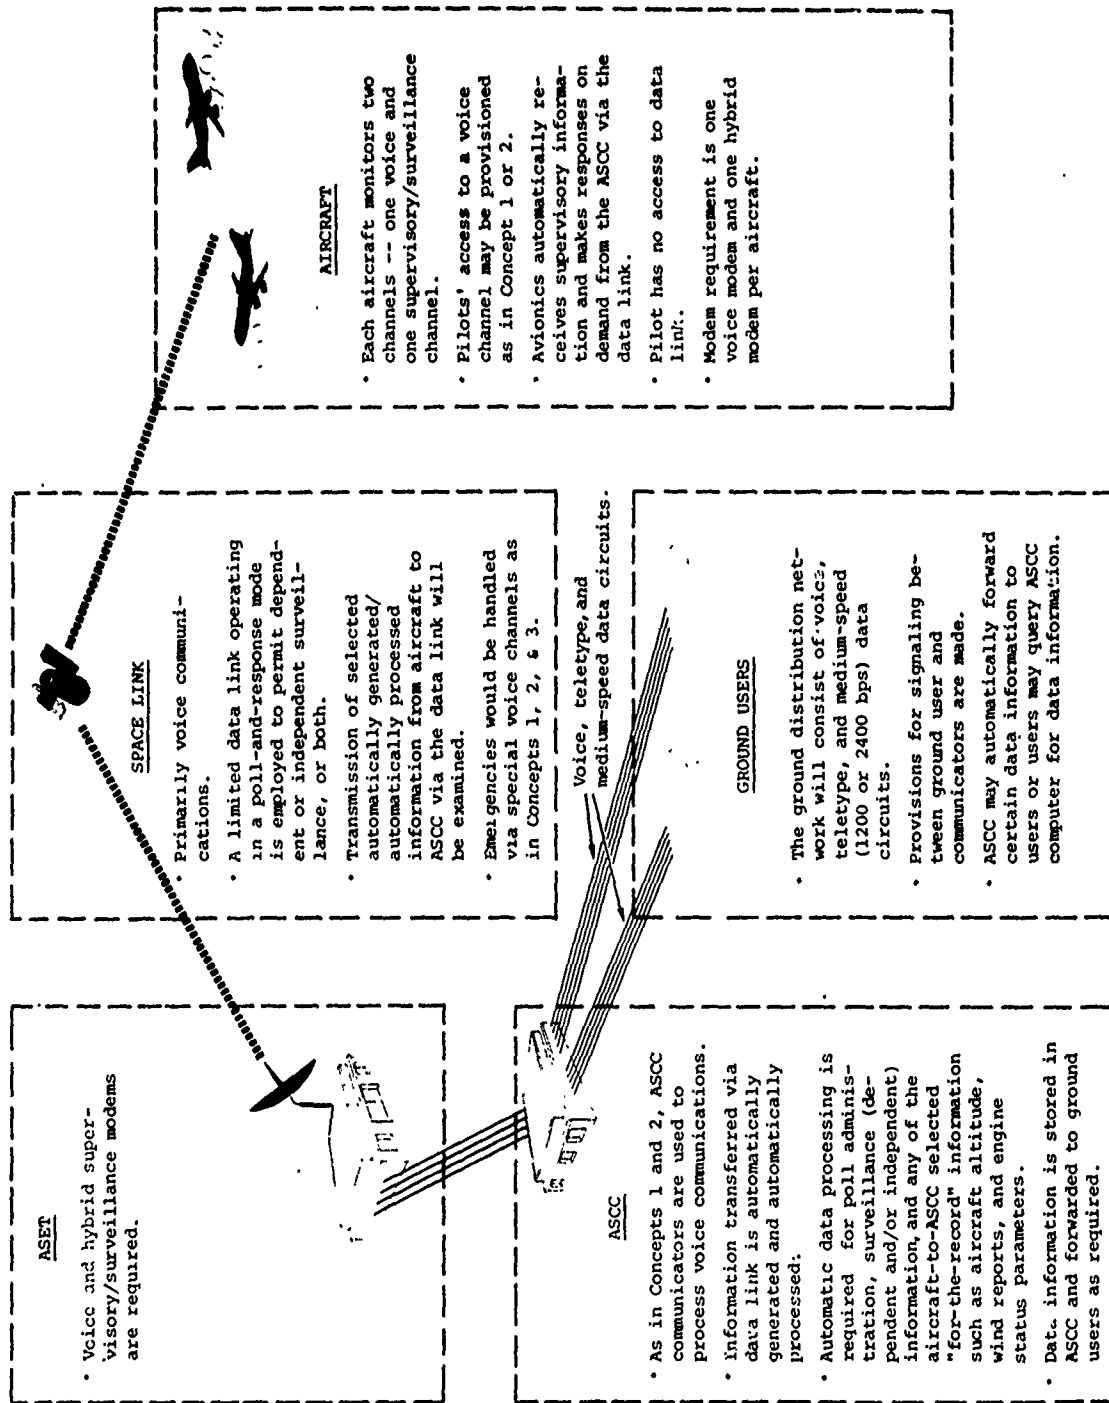 ASET
· Voice and hybrid super-
visory/surveillance modems
are required.
SPACE LINK
· Primarily voice communi-
cations.
· A limited data link operating
in a poll-and-response mode
is employed to permit depend-
ent or independent surveil-
lance, or both.
· Transmission of selected
automatically generated/
automatically processed
information from aircraft to
ASCC via the data link will
be examined.
· Emergencies would be handled
via special voice channels as
in Concepts 1, 2, & 3.
AIRCRAFT
· Each aircraft monitors two
channels -- one voice and
one supervisory/surveillance
channel.
· Pilots' access to a voice
channel may be provisioned
as in Concept 1 or 2.
· Avionics automatically re-
ceives supervisory informa-
tion and makes responses on
demand from the ASCC via the
data link.
· Pilot has no access to data
link.
· Modem requirement is one
voice modem and one hybrid
modem per aircraft.
ASCC
· As in Concepts 1 and 2, ASCC
communicators are used to
process voice communications.
· Information transferred via
data link is automatically
generated and automatically
processed.
· Automatic data processing is
required for poll adminis-
tration, surveillance (de-
pendent and/or independent)
information, and any of the
aircraft-to-ASCC selected
"for-the-record" information
such as aircraft altitude,
wind reports, and engine
status parameters.
· Data information is stored in
ASCC and forwarded to ground
users as required.
Voice, teletype, and
medium-speed data circuits.
GROUND USERS
· The ground distribution net-
work will consist of voice,
teletype, and medium-speed
(1200 or 2400 bps) data
circuits.
· Provisions for signaling be-
tween ground user and
communicators are made.
· ASCC may automatically forward
certain data information to
users or users may query ASCC
computer for data information.